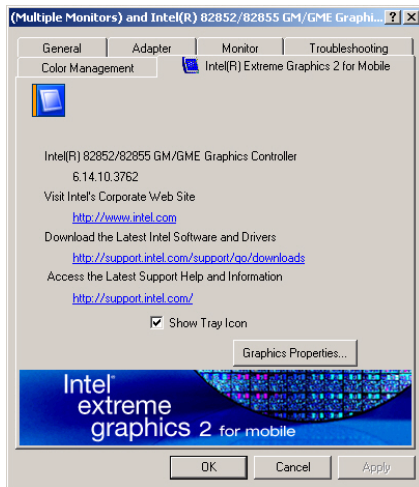 (Multiple Monitors) and Intel(R) 82852/82855 GM/GME Graphi...
General
Adapter
Monitor
Troubleshooting
Color Management
Intel(R) Extreme Graphics 2 for Mobile
Intel(R) 82852/82855 GM/GME Graphics Controller
6.14.10.3762
Visit Intel's Corporate Web Site
http://www.intel.com
Download the Latest Intel Software and Drivers
http://support.intel.com/support/go/downloads
Access the Latest Support Help and Information
http://support.intel.com/
Show Tray Icon
Graphics Properties...
Intel®
extreme
graphics 2 for mobile
OK
Cancel
Apply